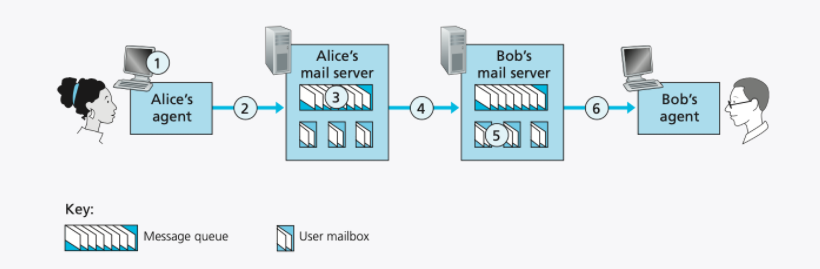 1
Alice's
agent
2
Alice's
mail server
3
4
Bob's
mail server
5
6
Bob's
agent
Key:
Message queue
User mailbox